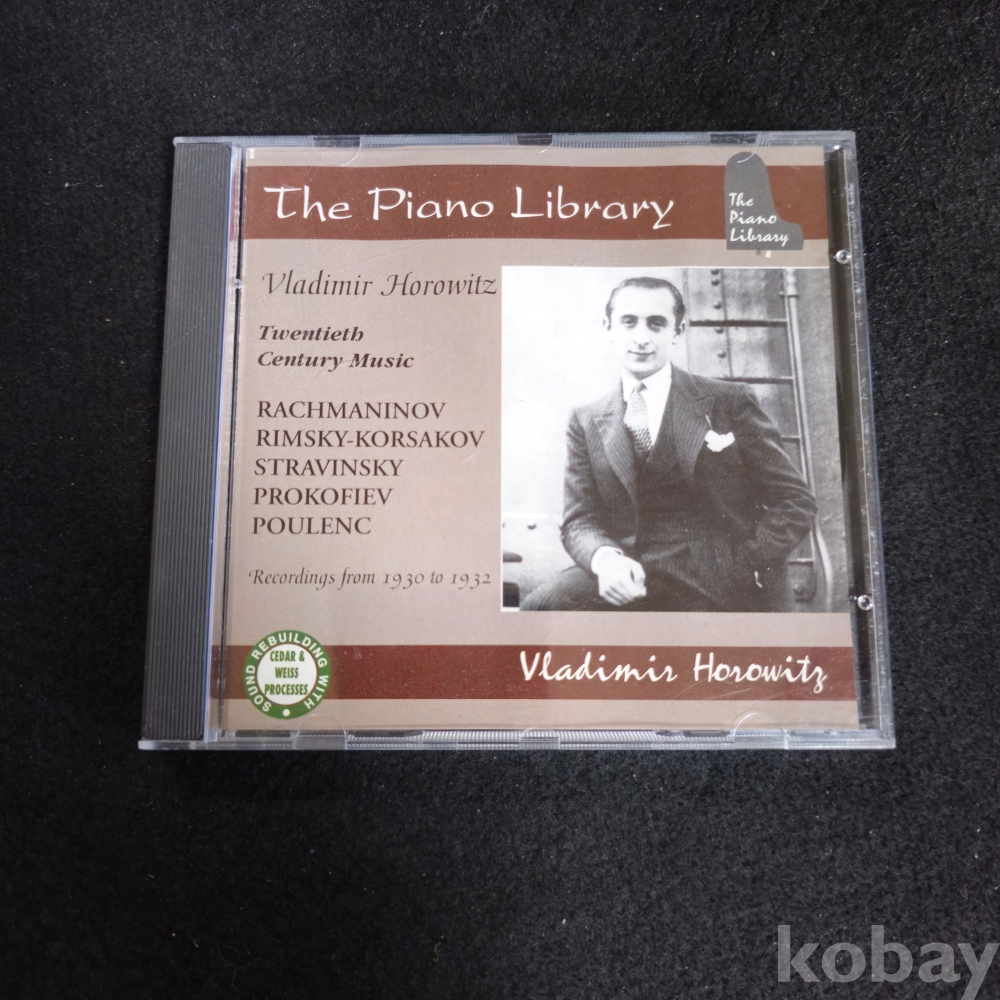 The Piano Library
The
Piano
Library
Vladimir Horowitz
Twentieth
Century Music
RACHMANINOV
RIMSKY-KORSAKOV
STRAVINSKY
PROKOFIEV
POULENC
Recordings from 1930 to 1932
SOUND REBUILDING WITH
CEDAR &
WEISS
PROCESSES
Vladimir Horowitz
kobay